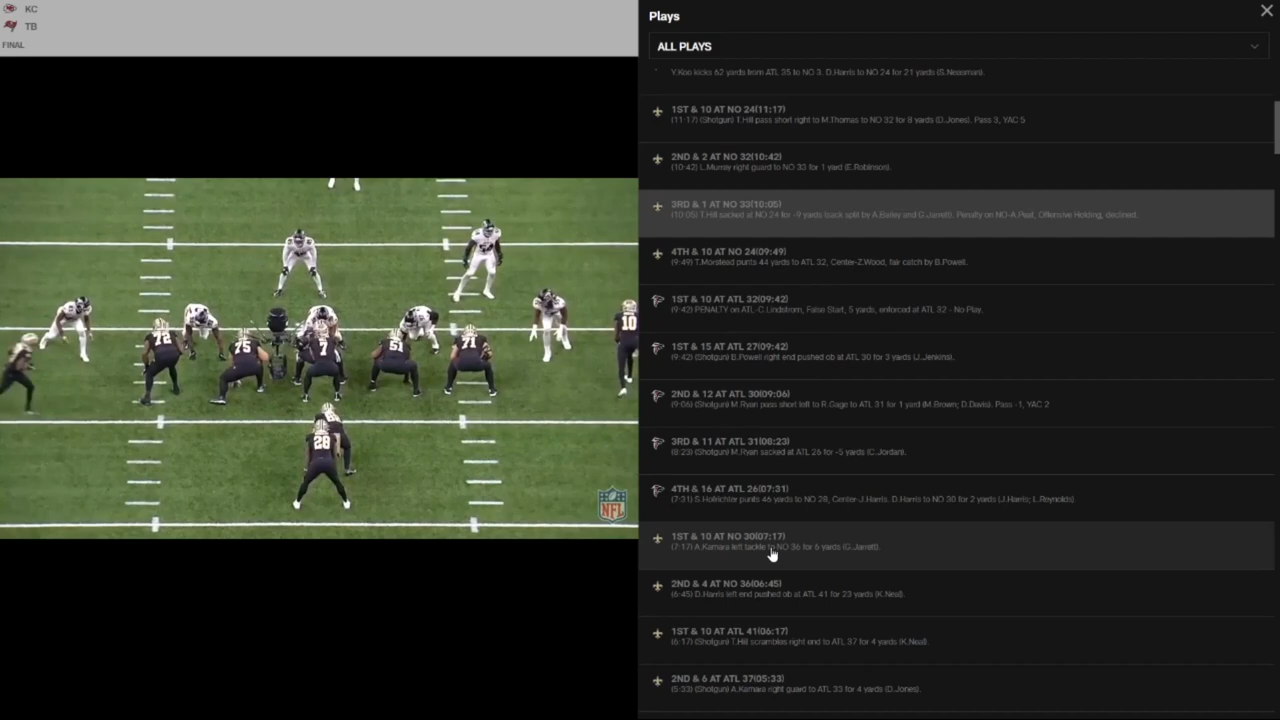 KC
TB
FINAL
Plays
ALL PLAYS
Y.Koo kicks 62 yards from ATL 35 to NO 3. D.Harris to NO 24 for 21 yards (S.Neasman).
1ST & 10 AT NO 24(11:17)
(11:17) (Shotgun) T.Hill pass short right to M.Thomas to NO 32 for 8 yards (D.Jones). Pass 3, YAC 5
2ND & 2 AT NO 32(10:42)
(10:42) L.Murray right guard to NO 33 for 1 yard (E.Robinson).
3RD & 1 AT NO 33(10:05)
(10:05) T.Hill sacked at NO 24 for -9 yards (sack split by A.Bailey and G.Jarrett). Penalty on NO-A.Peat, Offensive Holding, declined.
4TH & 10 AT NO 24(09:49)
(9:49) T.Morstead punts 44 yards to ATL 32, Center-Z.Wood, fair catch by B.Powell.
1ST & 10 AT ATL 32(09:42)
(9:42) PENALTY on ATL-C.Lindstrom, False Start, 5 yards, enforced at ATL 32 - No Play.
1ST & 15 AT ATL 27(09:42)
(9:42) (Shotgun) B.Powell right end pushed ob at ATL 30 for 3 yards (J.Jenkins).
2ND & 12 AT ATL 30(09:06)
(9:06) (Shotgun) M.Ryan pass short left to R.Gage to ATL 31 for 1 yard (M.Brown; D.Davis). Pass -1, YAC 2
3RD & 11 AT ATL 31(08:23)
(8:23) (Shotgun) M.Ryan sacked at ATL 26 for -5 yards (C.Jordan).
4TH & 16 AT ATL 26(07:31)
(7:31) S.Hofrichter punts 46 yards to NO 28, Center-J.Harris. D.Harris to NO 30 for 2 yards (J.Harris; L.Reynolds)
1ST & 10 AT NO 30(07:17)
(7:17) A.Kamara left tackle to NO 36 for 6 yards (G.Jarrett).
2ND & 4 AT NO 36(06:45)
(6:45) D.Harris left end pushed ob at ATL 41 for 23 yards (K.Neal).
1ST & 10 AT ATL 41(06:17)
(6:17) (Shotgun) T.Hill scrambles right end to ATL 37 for 4 yards (K.Neal).
2ND & 6 AT ATL 37(05:33)
(5:33) (Shotgun) A.Kamara right guard to ATL 33 for 4 yards (D.Jones).
72
75
7
51
71
10
28
NFL